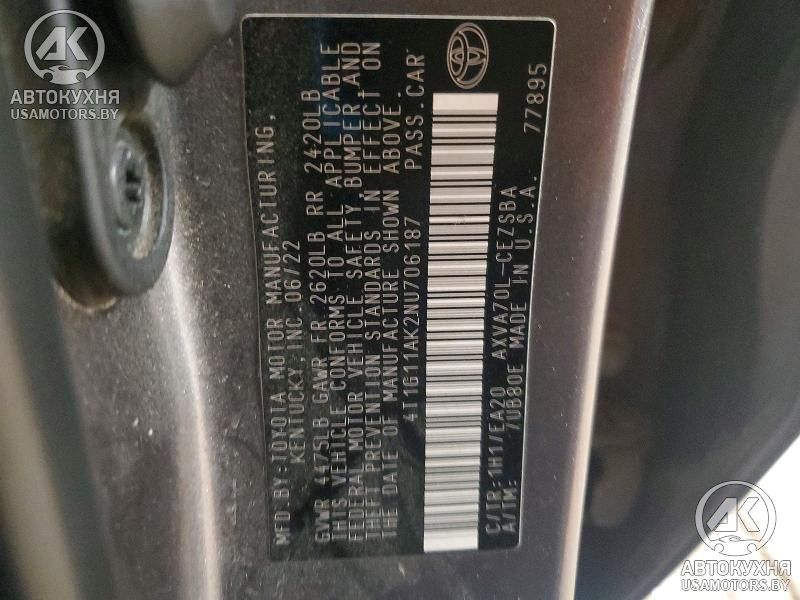 MFD BY: TOYOTA MOTOR MANUFACTURING,
KENTUCKY, INC 06/22
GVWR 4475LB GAWR FR 2620LB RR 2420LB
THIS VEHICLE CONFORMS TO ALL APPLICABLE
FEDERAL MOTOR VEHICLE SAFETY, BUMPER, AND
THEFT PREVENTION STANDARDS IN EFFECT ON
THE DATE OF MANUFACTURE SHOWN ABOVE.
4T1G11AK2NU706187 PASS. CAR
C/TR: 1H1/EA20 AXVA70L-CEZSBA
A/TM: 7UB80E MADE IN U.S.A. 77895
АК
АВТОКУХНЯ
USAMOTORS.BY
АК
АВТОКУХНЯ
USAMOTORS.BY